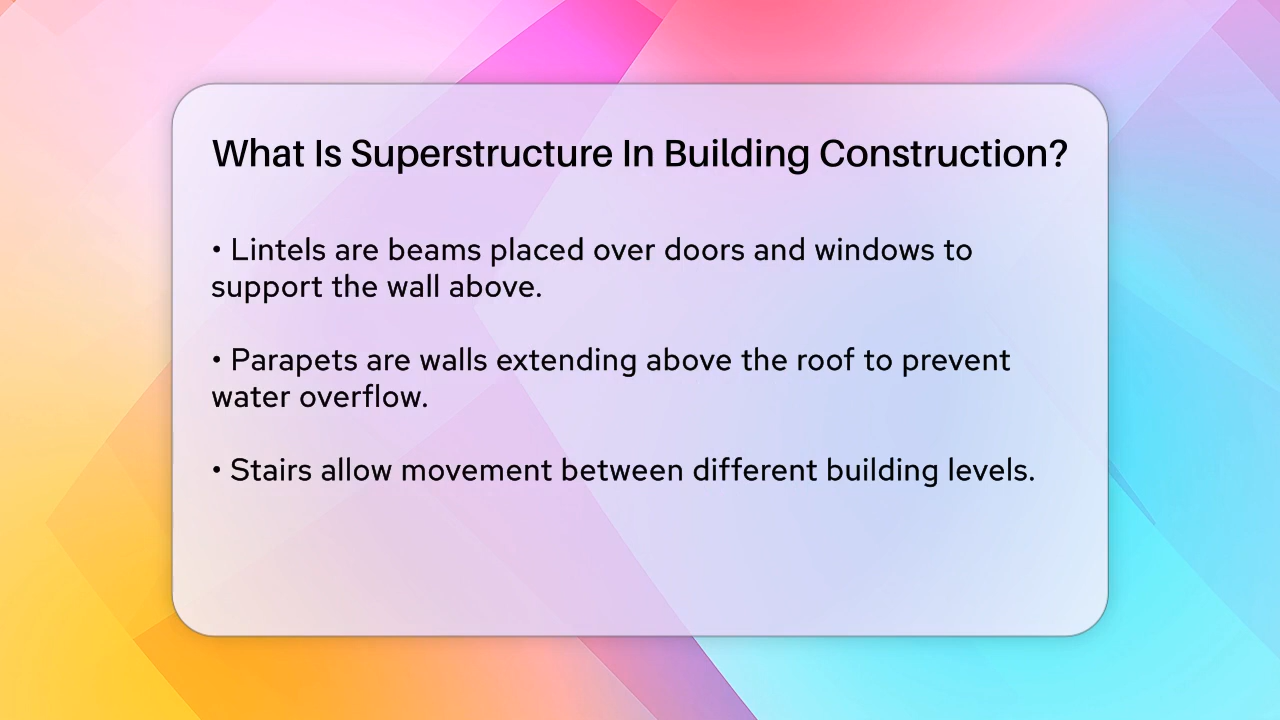 What Is Superstructure In Building Construction?
• Lintels are beams placed over doors and windows to
support the wall above.
• Parapets are walls extending above the roof to prevent
water overflow.
• Stairs allow movement between different building levels.